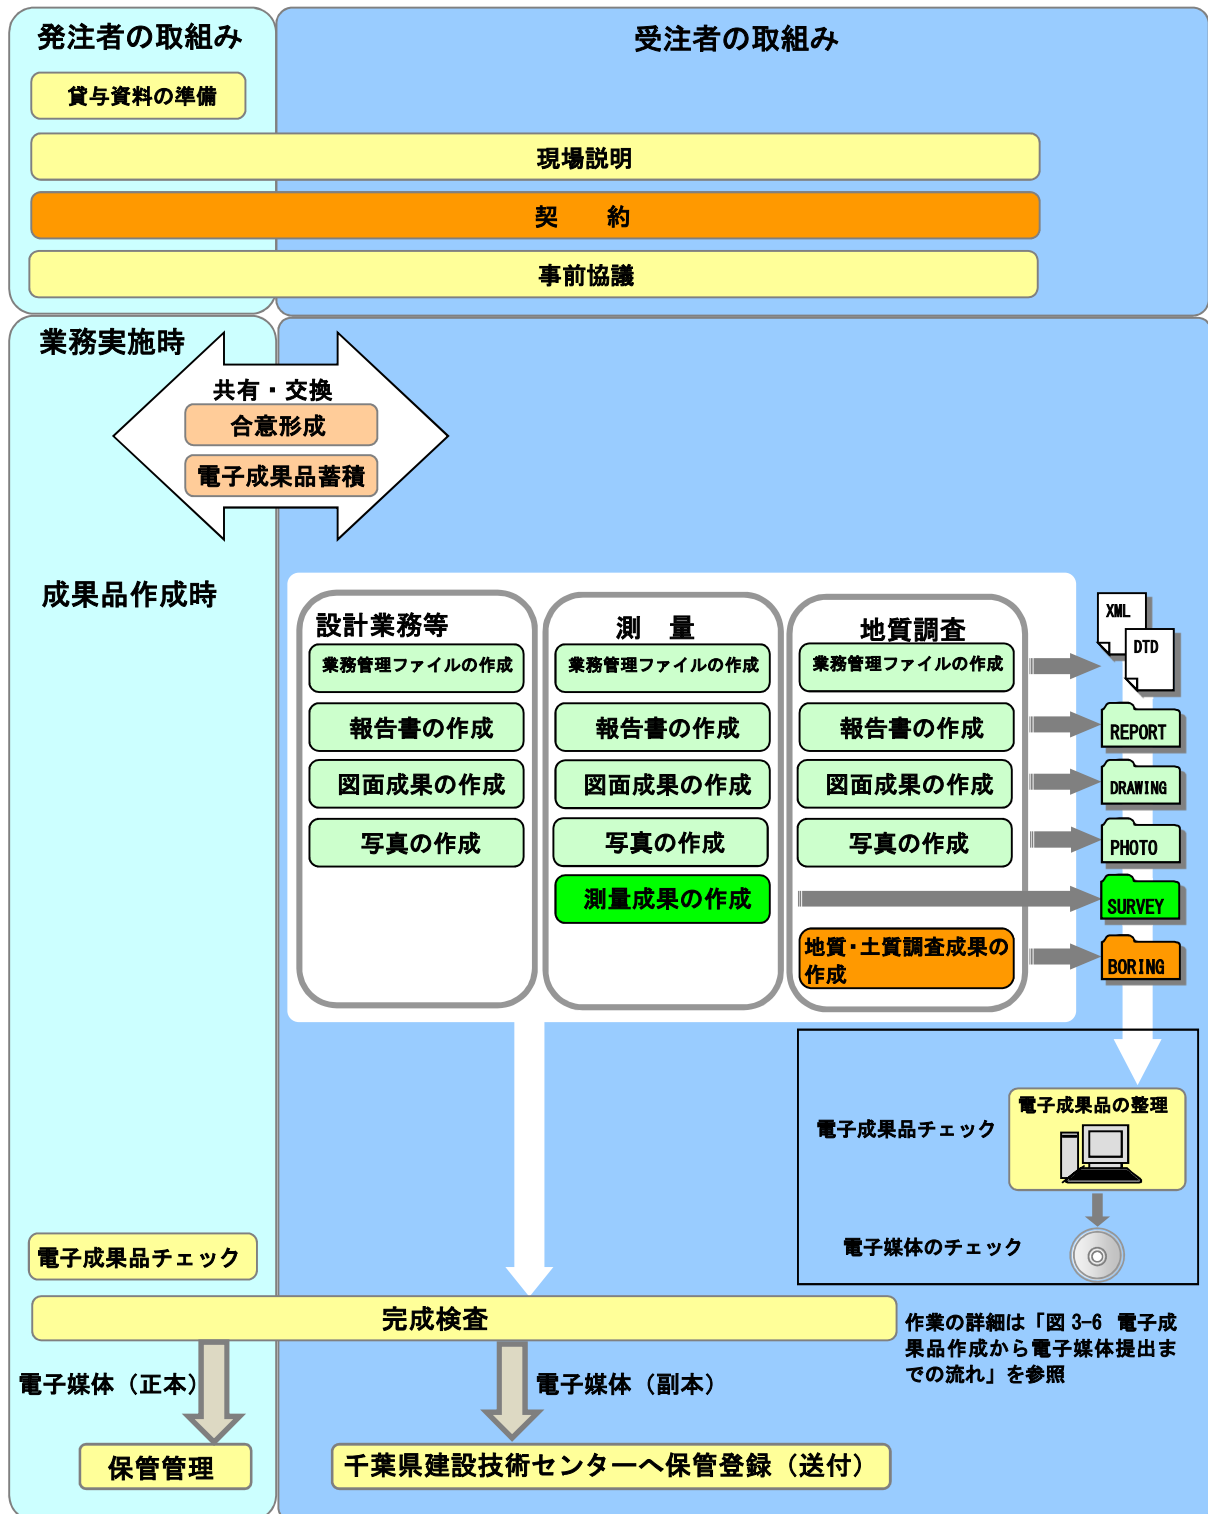 発注者の取組み
受注者の取組み
貸与資料の準備
現場説明
契　　約
事前協議
業務実施時
共有・交換
合意形成
電子成果品蓄積
成果品作成時
設計業務等
業務管理ファイルの作成
報告書の作成
図面成果の作成
写真の作成
測　量
業務管理ファイルの作成
報告書の作成
図面成果の作成
写真の作成
測量成果の作成
地質調査
業務管理ファイルの作成
報告書の作成
図面成果の作成
写真の作成
地質・土質調査成果の
作成
XML
DTD
REPORT
DRAWING
PHOTO
SURVEY
BORING
電子成果品の整理
電子成果品チェック
電子媒体のチェック
電子成果品チェック
完成検査
作業の詳細は「図 3-6　電子成
果品作成から電子媒体提出ま
での流れ」を参照
電子媒体（正本）
電子媒体（副本）
保管管理
千葉県建設技術センターへ保管登録（送付）